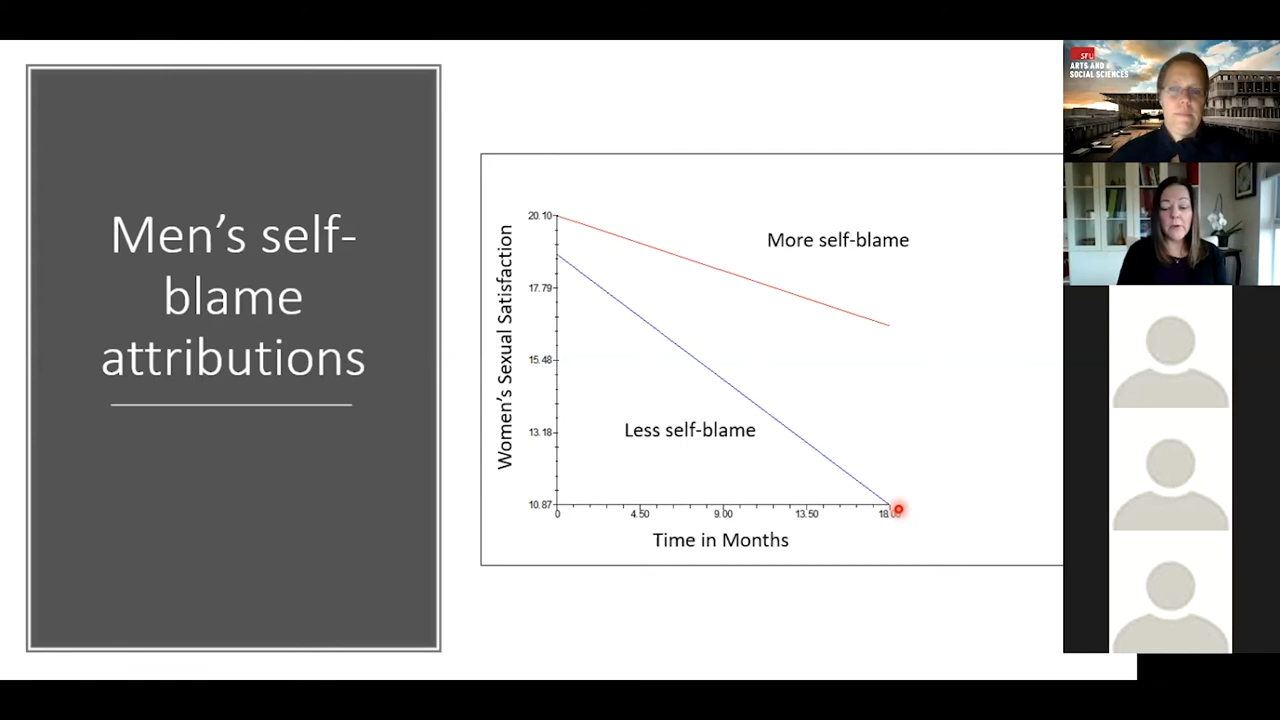 Men's self-
blame
attributions
Women's Sexual Satisfaction
20.10
17.79
15.48
13.18
10.87
More self-blame
Less self-blame
0
4.50
9.00
13.50
Time in Months
SFU
ARTS AND
SOCIAL SCIENCES